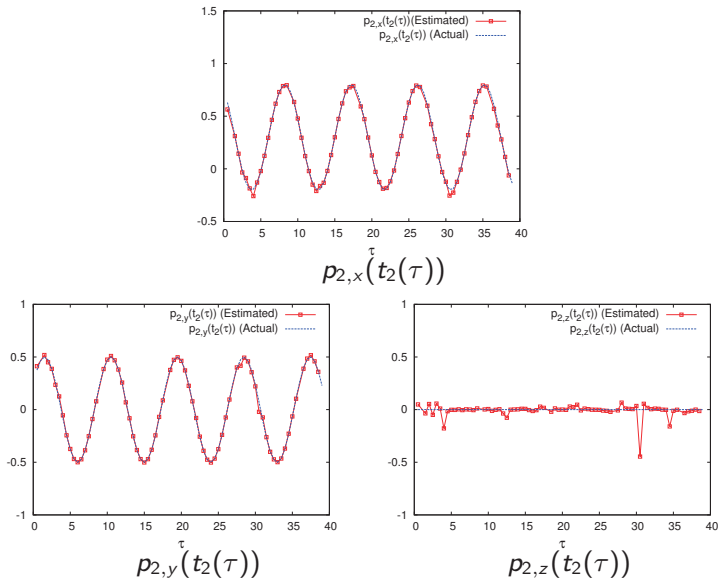 1.5
1
0.5
0
-0.5
p2,x(t2(τ))(Estimated)
p2,x(t2(τ)) (Actual)
0 5 10 15 20 25 30 35 40
τ
p2,x(t2(τ))
1
0.5
0
-0.5
-1
p2,y(t2(τ)) (Estimated)
p2,y(t2(τ)) (Actual)
0 5 10 15 20 25 30 35 40
τ
p2,y(t2(τ))
1
0.5
0
-0.5
-1
p2,z(t2(τ)) (Estimated)
p2,z(t2(τ)) (Actual)
0 5 10 15 20 25 30 35 40
τ
p2,z(t2(τ))